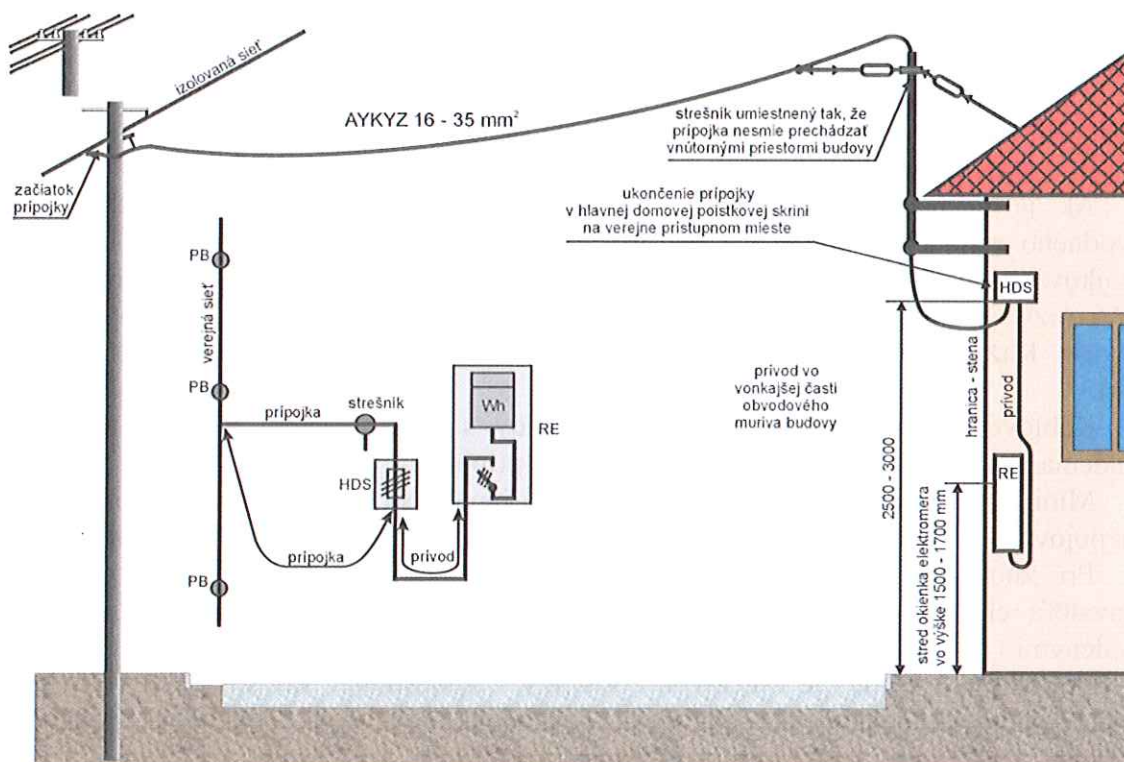 izolovaná sieť
AYKYZ 16 - 35 mm²
strešník umiestnený tak, že
prípojka nesmie prechádzať
vnútornými priestormi budovy
začiatok
prípojky
ukončenie prípojky
v hlavnej domovej poistkovej skrini
na verejne prístupnom mieste
PB
verejná sieť
PB
prípojka
strešník
Wh
RE
HDS
prípojka
prívod
PB
prívod vo
vonkajšej časti
obvodového
muriva budovy
HDS
2500 - 3000
hranica - stena
prívod
RE
stred okienka elektromera
vo výške 1500 - 1700 mm